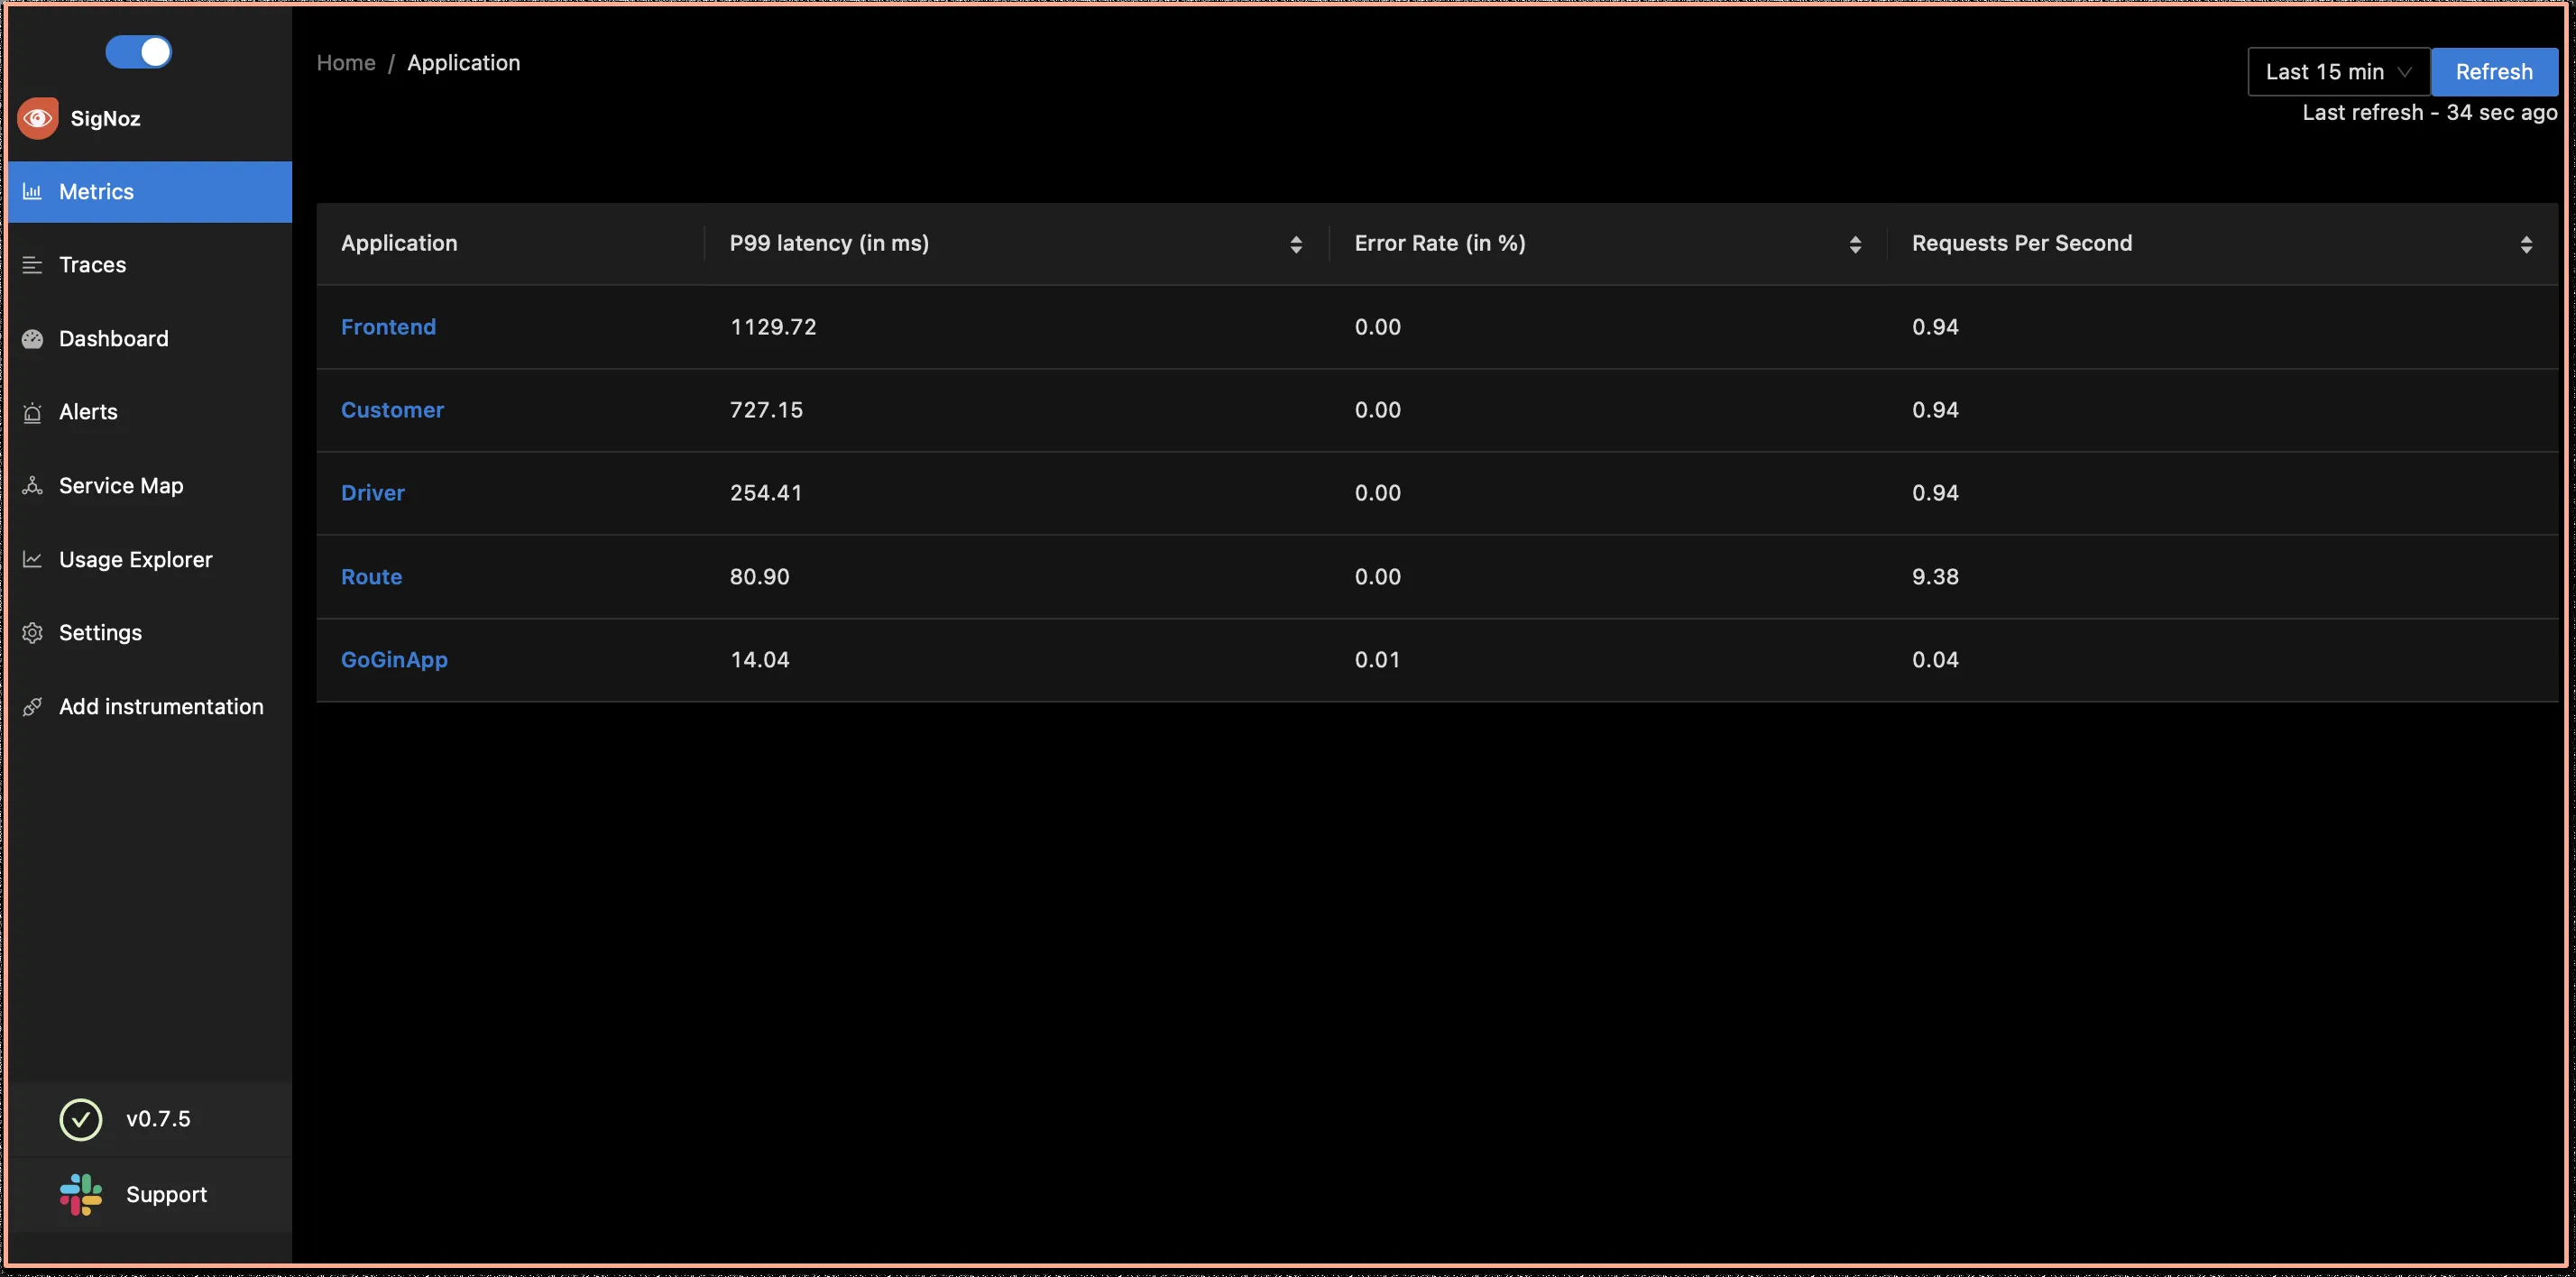 SigNoz
Metrics
Traces
Dashboard
Alerts
Service Map
Usage Explorer
Settings
Add instrumentation
v0.7.5
Support
Home / Application
Last 15 min
Refresh
Last refresh - 34 sec ago
Application P99 latency (in ms) Error Rate (in %) Requests Per Second
Frontend 1129.72 0.00 0.94
Customer 727.15 0.00 0.94
Driver 254.41 0.00 0.94
Route 80.90 0.00 9.38
GoGinApp 14.04 0.01 0.04